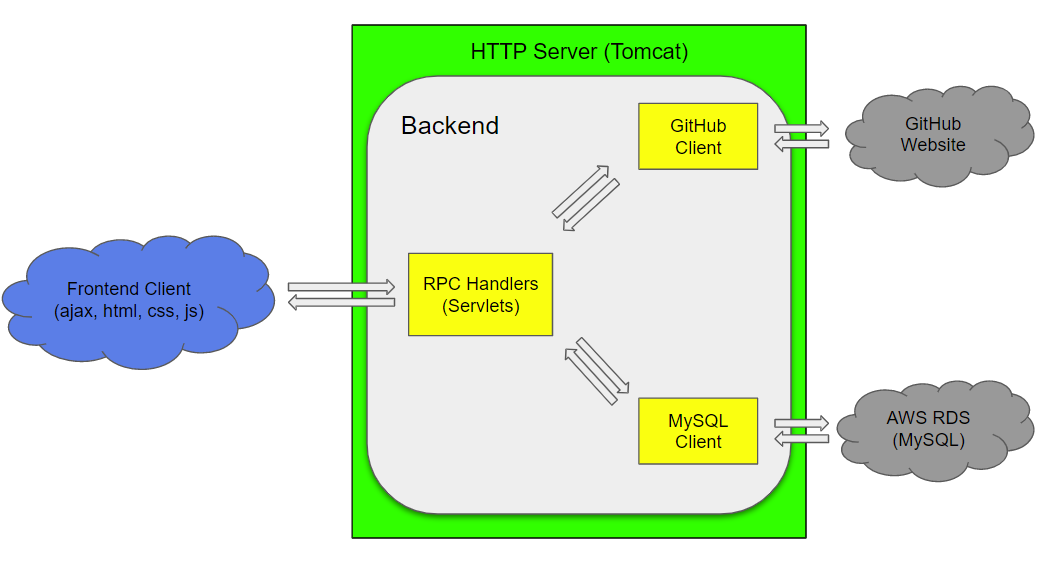 HTTP Server (Tomcat)
Backend
GitHub
Client
GitHub
Website
Frontend Client
(ajax, html, css, js)
RPC Handlers
(Servlets)
MySQL
Client
AWS RDS
(MySQL)